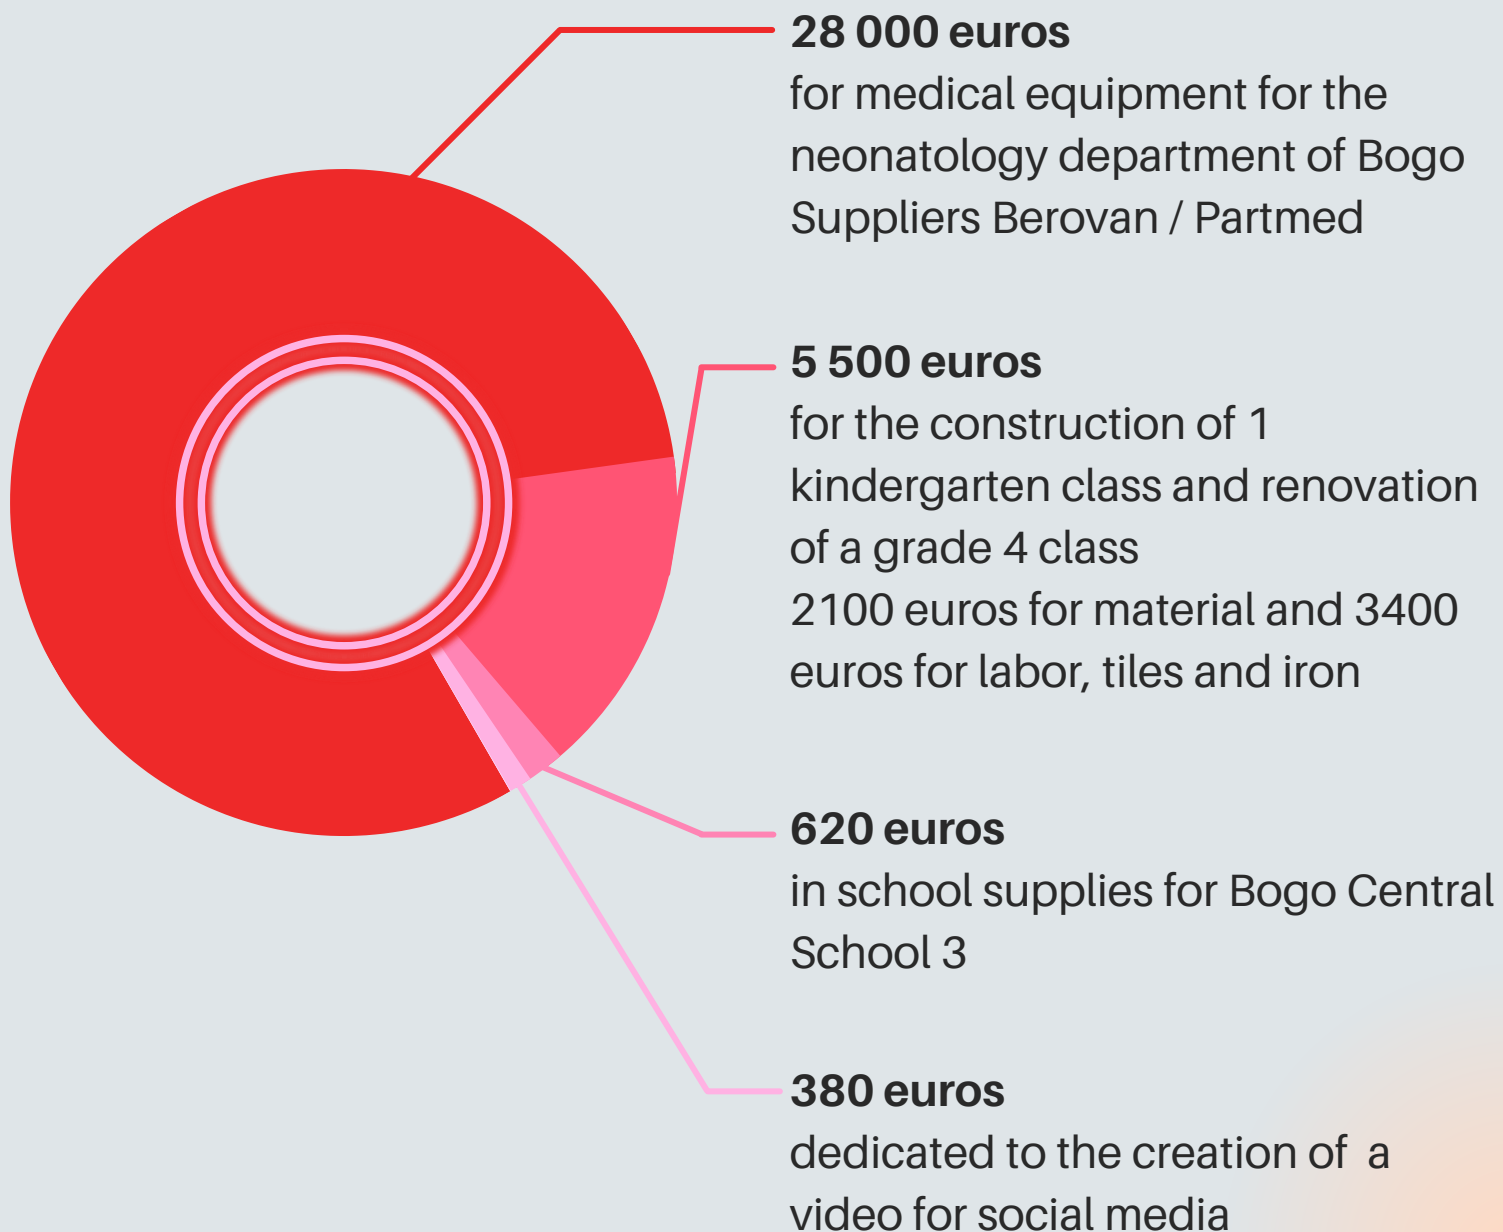 28 000 euros
for medical equipment for the
neonatology department of Bogo
Suppliers Berovan / Partmed
5 500 euros
for the construction of 1
kindergarten class and renovation
of a grade 4 class
2100 euros for material and 3400
euros for labor, tiles and iron
620 euros
in school supplies for Bogo Central
School 3
380 euros
dedicated to the creation of  a
video for social media